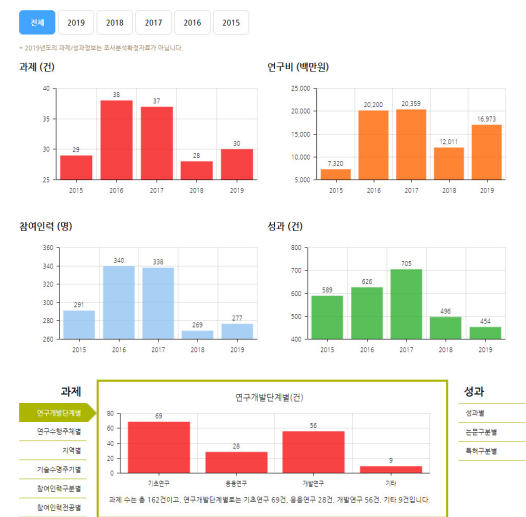 전체 2019 2018 2017 2016 2015
* 2019년도의 과제/성과정보는 조사분석확정자료가 아닙니다.
과제 (건)
40
35
30
25
29 38 37 28 30
2015 2016 2017 2018 2019
연구비 (백만원)
25,000
20,000
15,000
10,000
5,000
7,320 20,200 20,359 12,011 16,973
2015 2016 2017 2018 2019
참여인력 (명)
360
340
320
300
280
260
291 340 338 269 277
2015 2016 2017 2018 2019
성과 (건)
800
700
600
500
400
589 626 705 496 454
2015 2016 2017 2018 2019
과제
연구개발단계별
연구수행주체별
지역별
기술수명주기별
참여인력구분별
참여인력전공별
연구개발단계별(건)
80
60
40
20
0
69 28 56 9
기초연구 응용연구 개발연구 기타
과제 수는 총 162건이고, 연구개발단계별로는 기초연구 69건, 응용연구 28건, 개발연구 56건, 기타 9건입니다.
성과
성과별
논문구분별
특허구분별